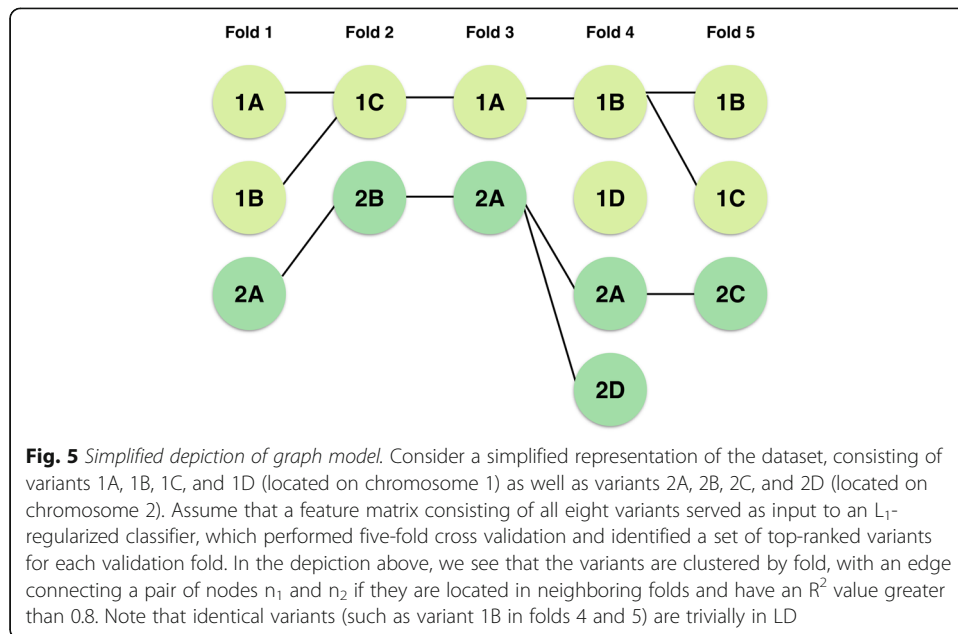 Fold 1 Fold 2 Fold 3 Fold 4 Fold 5
1A 1C 1A 1B 1B
1B 2B 2A 1D 1C
2A 2A 2C
2D
Fig. 5 Simplified depiction of graph model. Consider a simplified representation of the dataset, consisting of
variants 1A, 1B, 1C, and 1D (located on chromosome 1) as well as variants 2A, 2B, 2C, and 2D (located on
chromosome 2). Assume that a feature matrix consisting of all eight variants served as input to an L₁-
regularized classifier, which performed five-fold cross validation and identified a set of top-ranked variants
for each validation fold. In the depiction above, we see that the variants are clustered by fold, with an edge
connecting a pair of nodes n₁ and n₂ if they are located in neighboring folds and have an R² value greater
than 0.8. Note that identical variants (such as variant 1B in folds 4 and 5) are trivially in LD